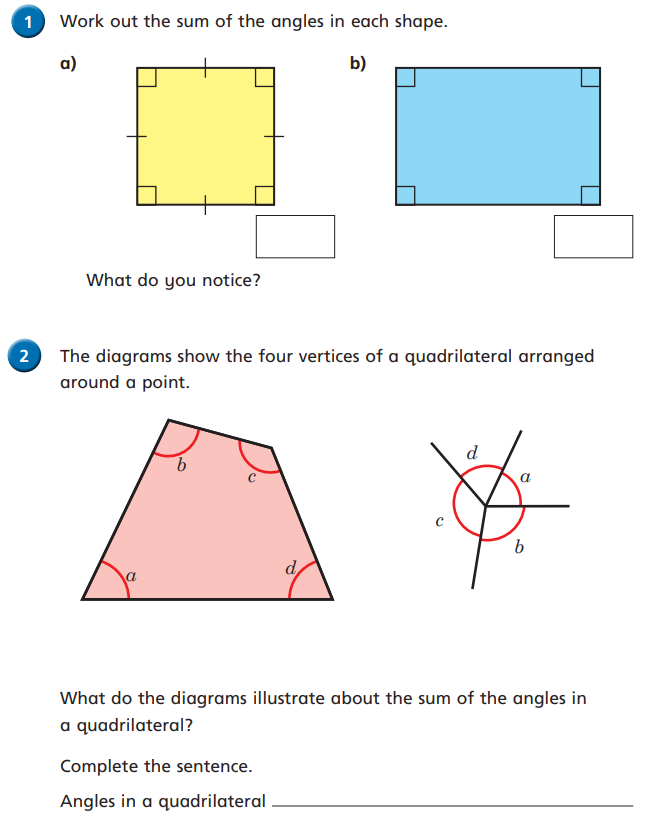 1 Work out the sum of the angles in each shape.
a) b)
What do you notice?
2 The diagrams show the four vertices of a quadrilateral arranged
around a point.
b
c
a
d
d
a
c
b
What do the diagrams illustrate about the sum of the angles in
a quadrilateral?
Complete the sentence.
Angles in a quadrilateral